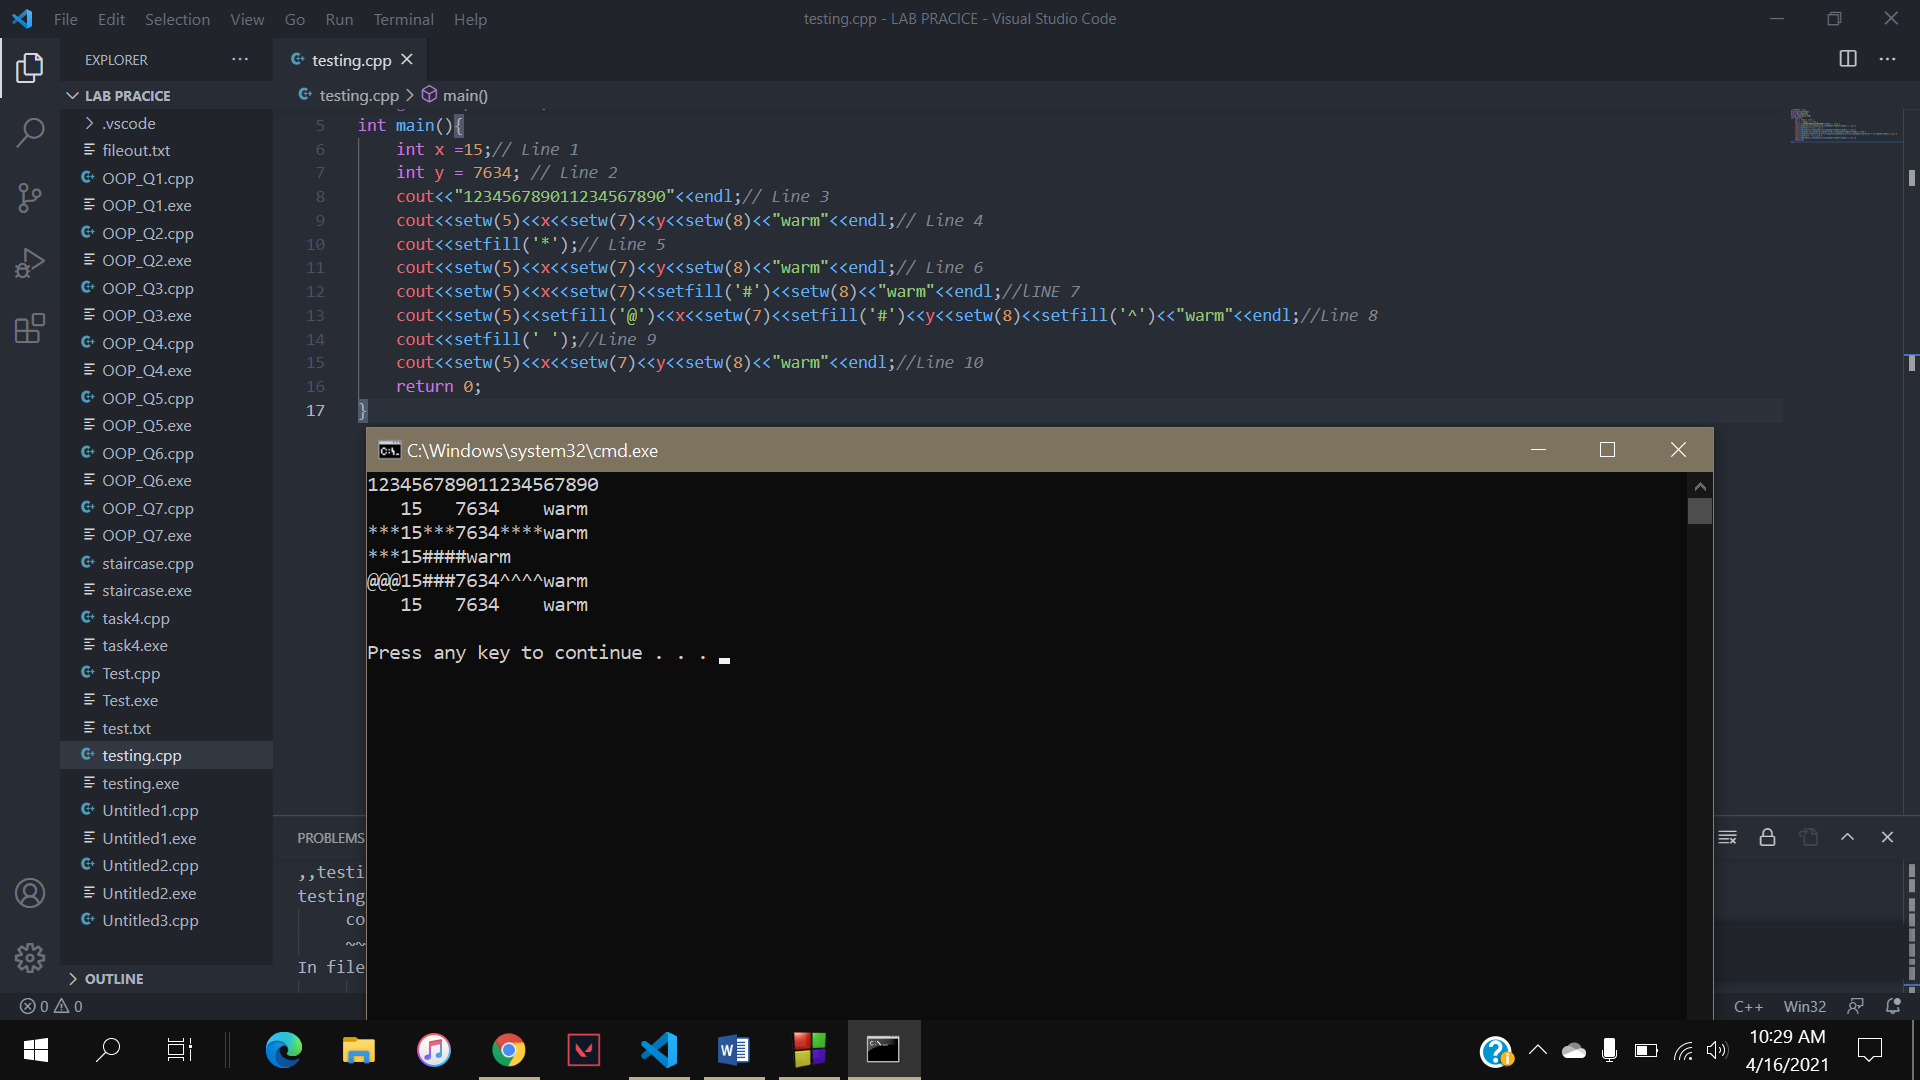 File Edit Selection View Go Run Terminal Help
testing.cpp - LAB PRACICE - Visual Studio Code
EXPLORER
testing.cpp
LAB PRACICE
testing.cpp > main()
.vscode
fileout.txt
OOP_Q1.cpp
OOP_Q1.exe
OOP_Q2.cpp
OOP_Q2.exe
OOP_Q3.cpp
OOP_Q3.exe
OOP_Q4.cpp
OOP_Q4.exe
OOP_Q5.cpp
OOP_Q5.exe
OOP_Q6.cpp
OOP_Q6.exe
OOP_Q7.cpp
OOP_Q7.exe
staircase.cpp
staircase.exe
task4.cpp
task4.exe
Test.cpp
Test.exe
test.txt
testing.cpp
testing.exe
Untitled1.cpp
Untitled1.exe
Untitled2.cpp
Untitled2.exe
Untitled3.cpp
OUTLINE
5 int main(){
6 int x =15;// Line 1
7 int y = 7634; // Line 2
8 cout<<"123456789011234567890"<<endl;// Line 3
9 cout<<setw(5)<<x<<setw(7)<<y<<setw(8)<<"warm"<<endl;// Line 4
10 cout<<setfill('*');// Line 5
11 cout<<setw(5)<<x<<setw(7)<<y<<setw(8)<<"warm"<<endl;// Line 6
12 cout<<setw(5)<<x<<setw(7)<<setfill('#')<<setw(8)<<"warm"<<endl;//lINE 7
13 cout<<setw(5)<<setfill('@')<<x<<setw(7)<<setfill('#')<<y<<setw(8)<<setfill('^')<<"warm"<<endl;//Line 8
14 cout<<setfill(' ');//Line 9
15 cout<<setw(5)<<x<<setw(7)<<y<<setw(8)<<"warm"<<endl;//Line 10
16 return 0;
17 }
C:\Windows\system32\cmd.exe
123456789011234567890
   15   7634    warm
***15***7634****warm
***15####warm
@@@15###7634^^^^warm
   15   7634    warm
Press any key to continue . . .
PROBLEMS
,,testi
testing
co
~~
In file
0 0
C++ Win32
10:29 AM
4/16/2021